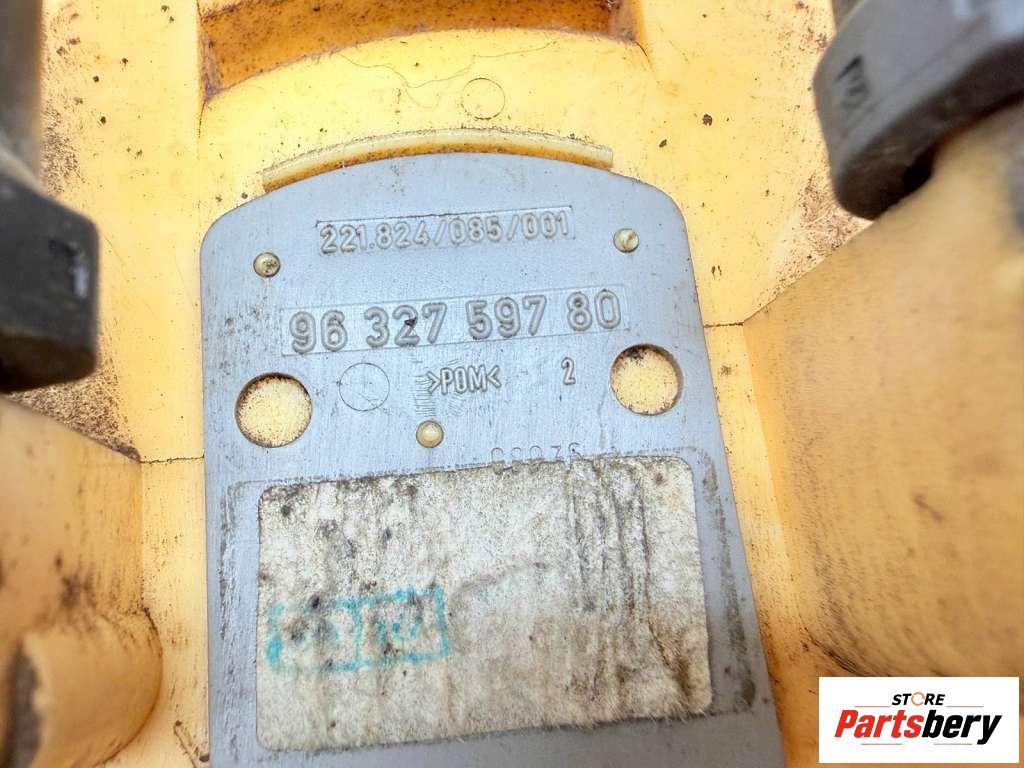 221.824/085/001
96 327 597 80
>POM<
2
STORE
Partsbery